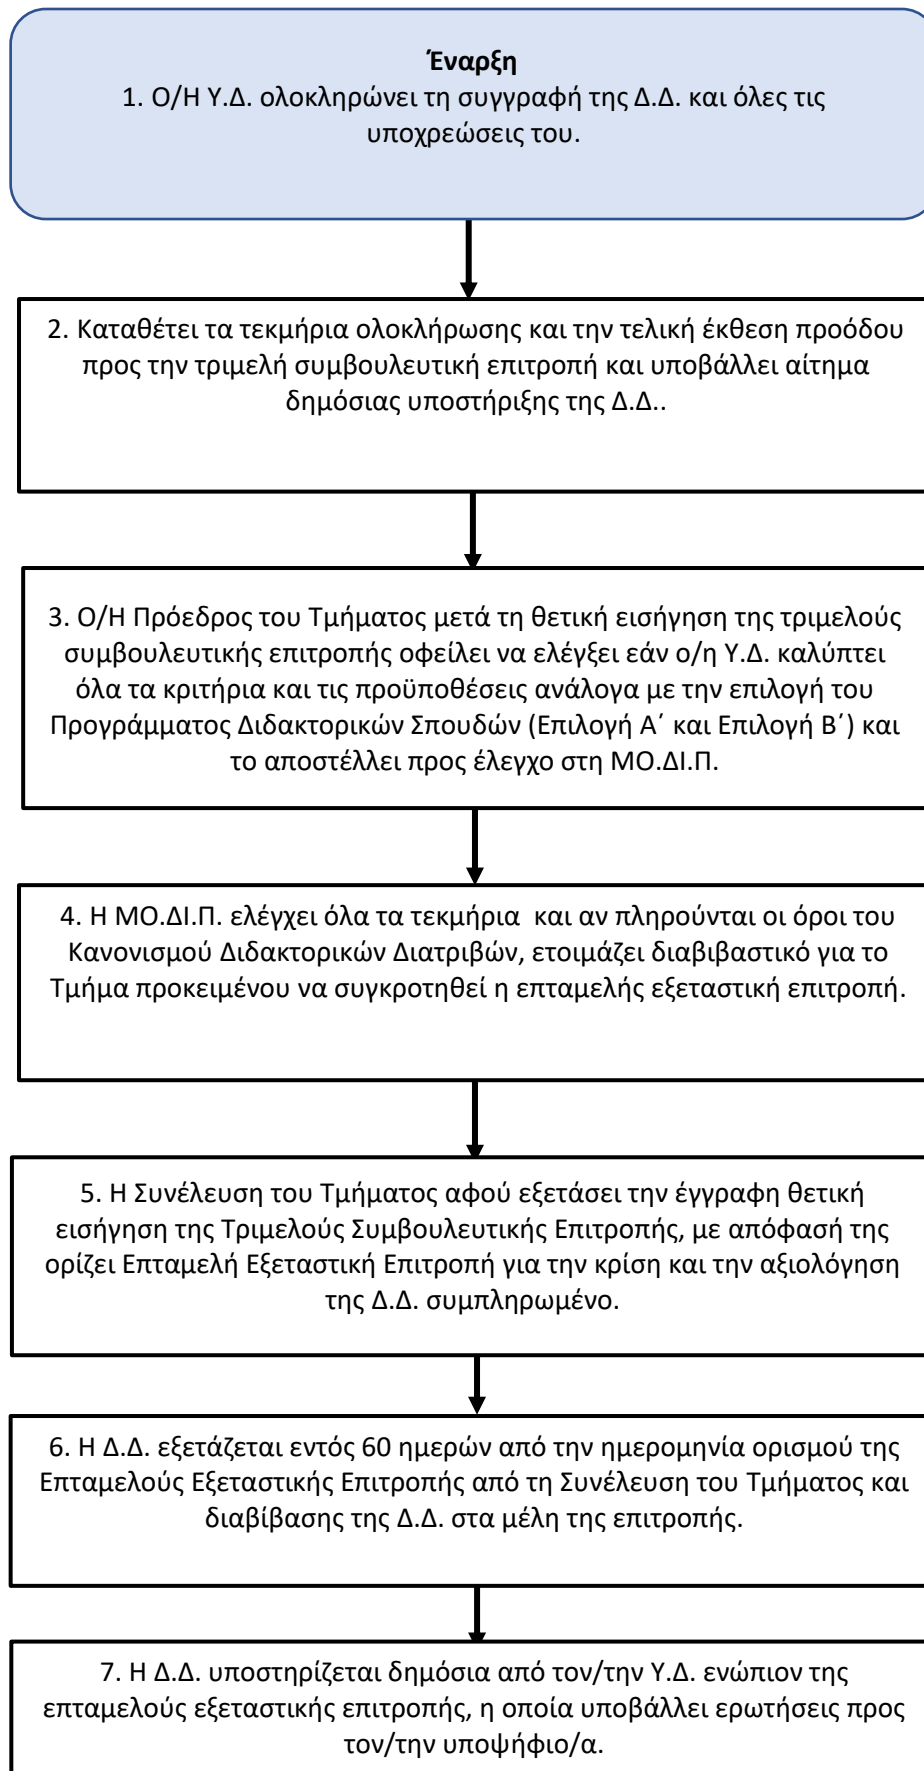 Έναρξη
1. Ο/Η Υ.Δ. ολοκληρώνει τη συγγραφή της Δ.Δ. και όλες τις
υποχρεώσεις του.
2. Καταθέτει τα τεκμήρια ολοκλήρωσης και την τελική έκθεση προόδου
προς την τριμελή συμβουλευτική επιτροπή και υποβάλλει αίτημα
δημόσιας υποστήριξης της Δ.Δ..
3. Ο/Η Πρόεδρος του Τμήματος μετά τη θετική εισήγηση της τριμελούς
συμβουλευτικής επιτροπής οφείλει να ελέγξει εάν ο/η Υ.Δ. καλύπτει
όλα τα κριτήρια και τις προϋποθέσεις ανάλογα με την επιλογή του
Προγράμματος Διδακτορικών Σπουδών (Επιλογή Α΄ και Επιλογή Β΄) και
το αποστέλλει προς έλεγχο στη ΜΟ.ΔΙ.Π.
4. Η ΜΟ.ΔΙ.Π. ελέγχει όλα τα τεκμήρια και αν πληρούνται οι όροι του
Κανονισμού Διδακτορικών Διατριβών, ετοιμάζει διαβιβαστικό για το
Τμήμα προκειμένου να συγκροτηθεί η επταμελής εξεταστική επιτροπή.
5. Η Συνέλευση του Τμήματος αφού εξετάσει την έγγραφη θετική
εισήγηση της Τριμελούς Συμβουλευτικής Επιτροπής, με απόφασή της
ορίζει Επταμελή Εξεταστική Επιτροπή για την κρίση και την αξιολόγηση
της Δ.Δ. συμπληρωμένο.
6. Η Δ.Δ. εξετάζεται εντός 60 ημερών από την ημερομηνία ορισμού της
Επταμελούς Εξεταστικής Επιτροπής από τη Συνέλευση του Τμήματος και
διαβίβασης της Δ.Δ. στα μέλη της επιτροπής.
7. Η Δ.Δ. υποστηρίζεται δημόσια από τον/την Υ.Δ. ενώπιον της
επταμελούς εξεταστικής επιτροπής, η οποία υποβάλλει ερωτήσεις προς
τον/την υποψήφιο/α.